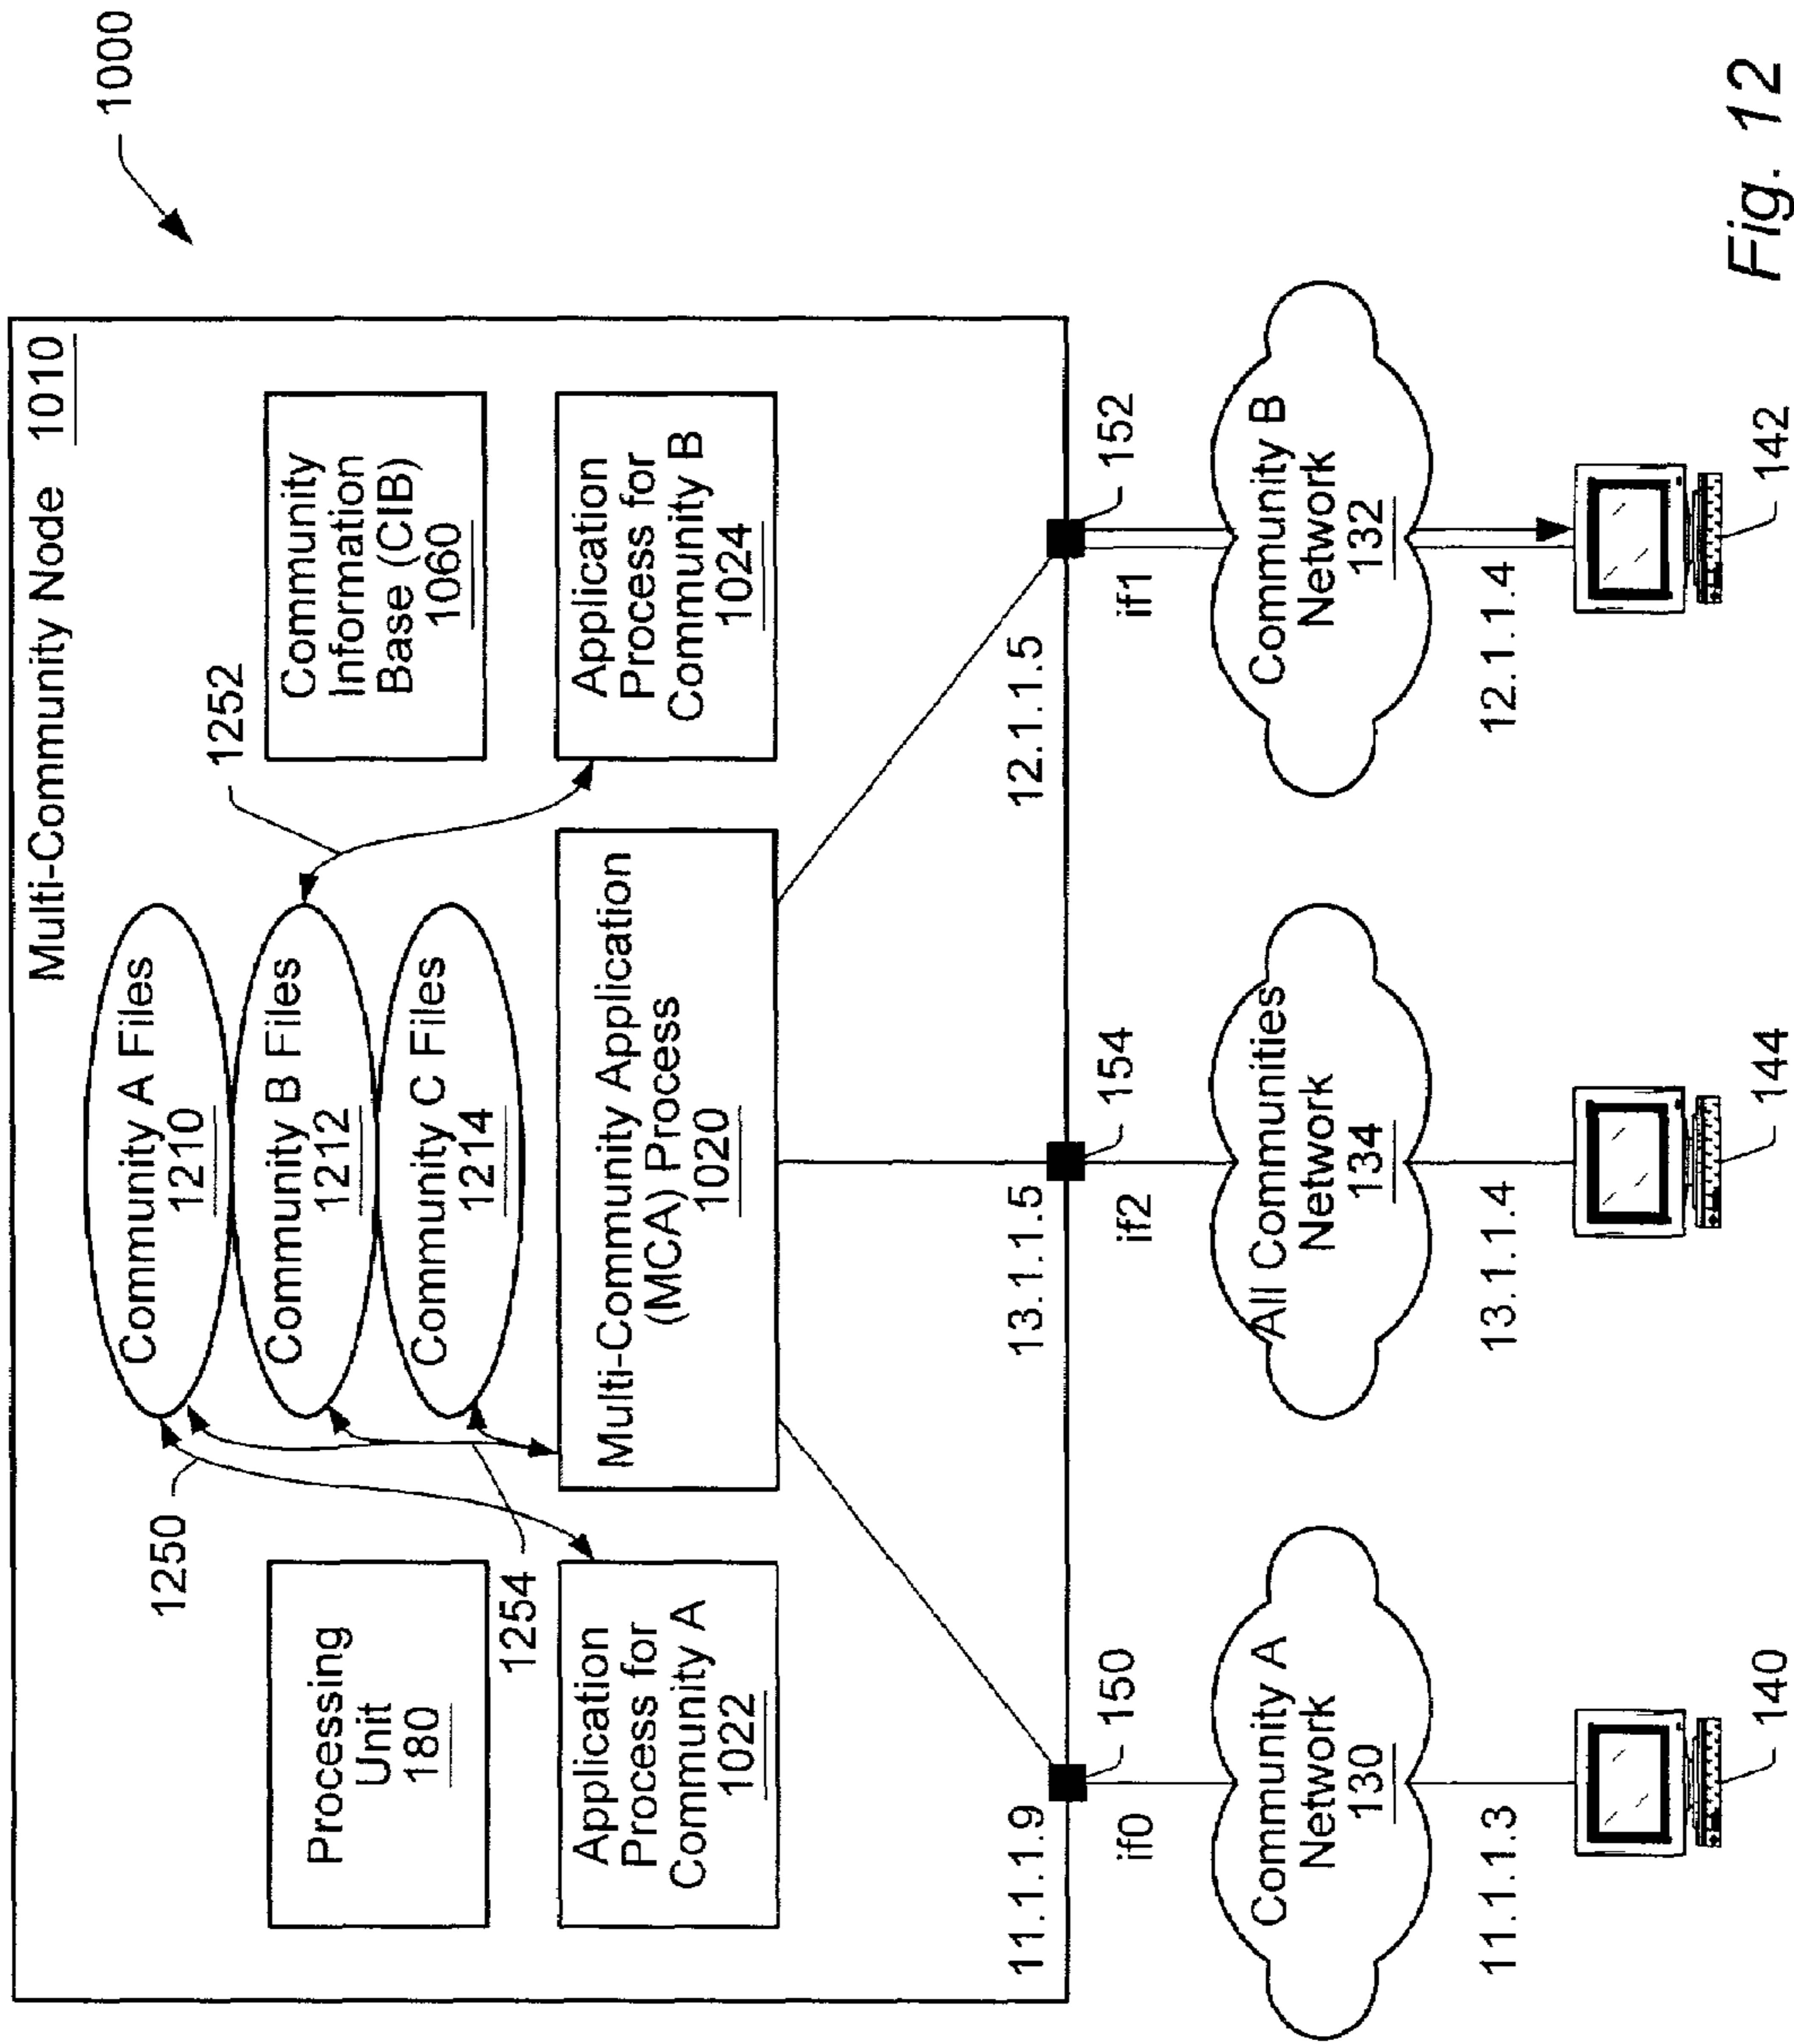 1000
Multi-Community Node 1010
Community A Files
1210
Community B Files
1212
Community C Files
1214
1250
1252
1254
Processing
Unit
180
Community
Information
Base (CIB)
1060
Application
Process for
Community A
1022
Multi-Community Application
(MCA) Process
1020
Application
Process for
Community B
1024
11.1.1.9
13.1.1.5
12.1.1.5
150
154
152
if0
if2
if1
Community A
Network
130
All Communities
Network
134
Community B
Network
132
11.1.1.3
13.1.1.4
12.1.1.4
140
144
142
Fig. 12